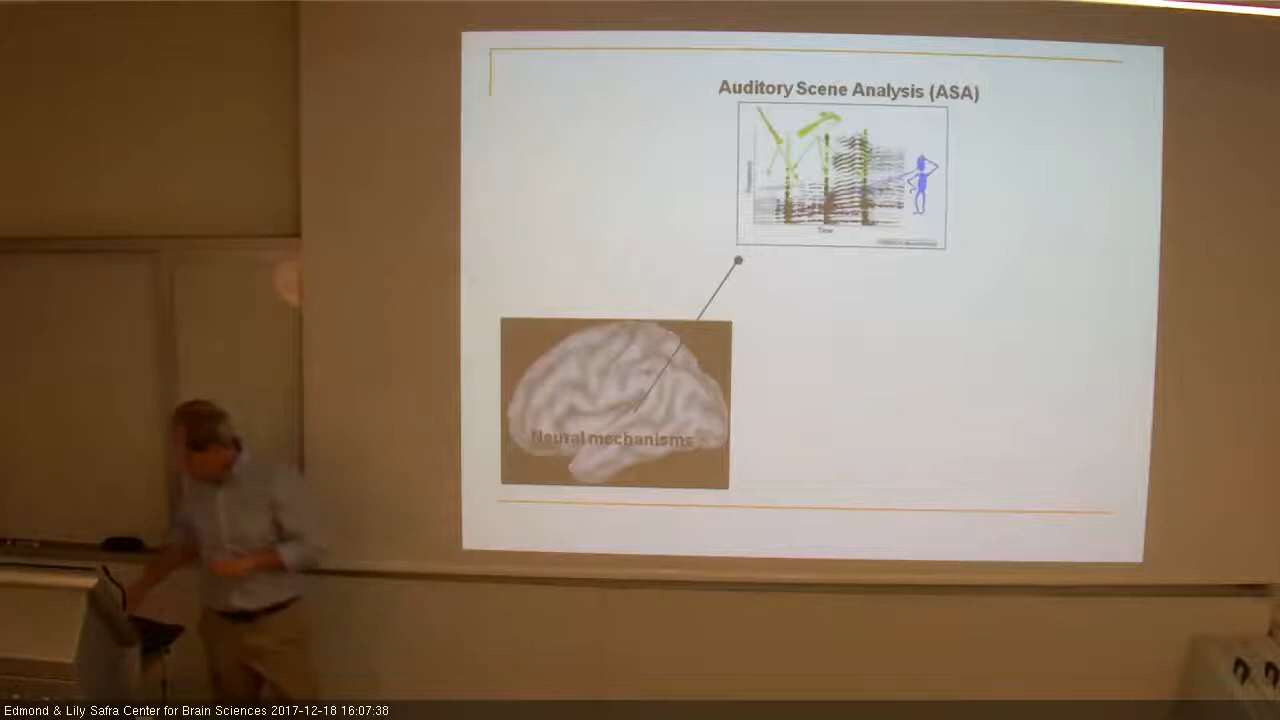 Auditory Scene Analysis (ASA)
Time
Neural mechanisms
Edmond & Lily Safra Center for Brain Sciences 2017-12-18 16:07:38